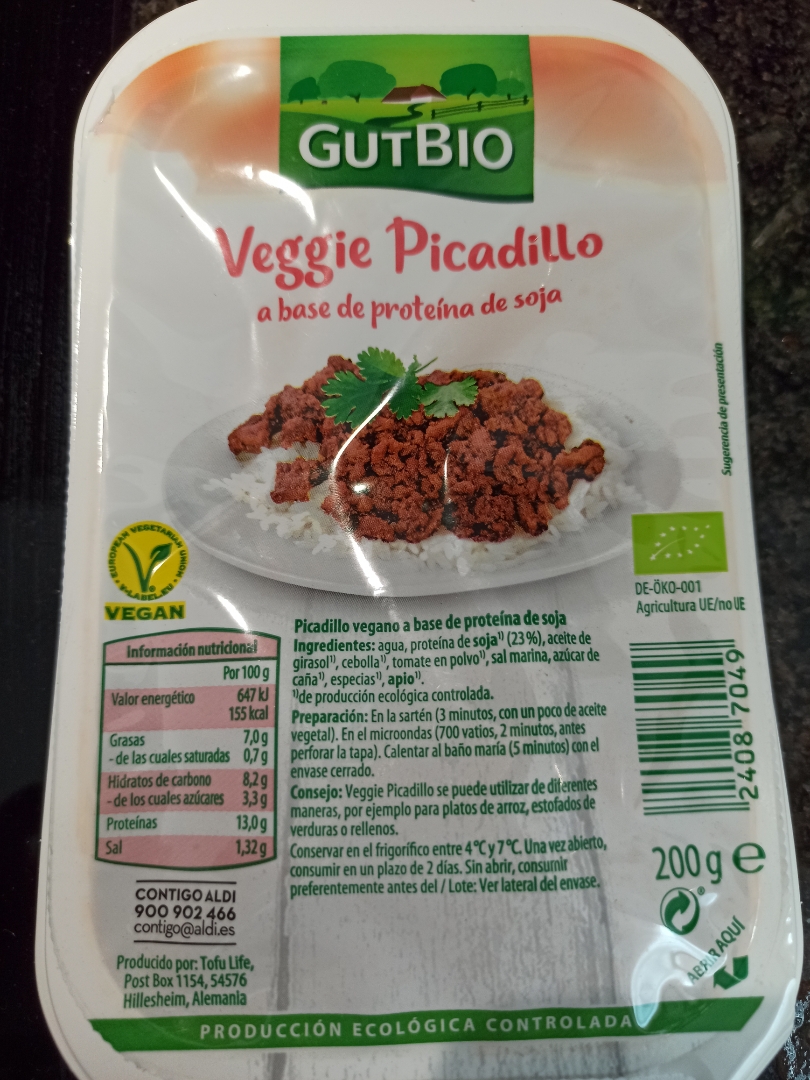 GUTBIO
Veggie Picadillo
a base de proteína de soja
Sugerencia de presentación
EUROPEAN VEGETARIAN UNION
V-LABEL.EU
VEGAN
DE-ÖKO-001
Agricultura UE/no UE
Información nutricional
Por 100 g
Valor energético 647 kJ
155 kcal
Grasas 7,0 g
- de las cuales saturadas 0,7 g
Hidratos de carbono 8,2 g
- de los cuales azúcares 3,3 g
Proteínas 13,0 g
Sal 1,32 g
Picadillo vegano a base de proteína de soja
Ingredientes: agua, proteína de soja¹⁾ (23%), aceite de
girasol¹⁾, cebolla¹⁾, tomate en polvo¹⁾, sal marina, azúcar de
caña¹⁾, especias¹⁾, apio¹⁾.
¹⁾de producción ecológica controlada.
Preparación: En la sartén (3 minutos, con un poco de aceite
vegetal). En el microondas (700 vatios, 2 minutos, antes
perforar la tapa). Calentar al baño maría (5 minutos) con el
envase cerrado.
Consejo: Veggie Picadillo se puede utilizar de diferentes
maneras, por ejemplo para platos de arroz, estofados de
verduras o rellenos.
Conservar en el frigorífico entre 4°C y 7°C. Una vez abierto,
consumir en un plazo de 2 días. Sin abrir, consumir
preferentemente antes del / Lote: Ver lateral del envase.
2408 7049
200 g e
CONTIGO ALDI
900 902 466
contigo@aldi.es
Producido por: Tofu Life,
Post Box 1154, 54576
Hillesheim, Alemania
ABRIR AQUÍ
PRODUCCIÓN ECOLÓGICA CONTROLADA